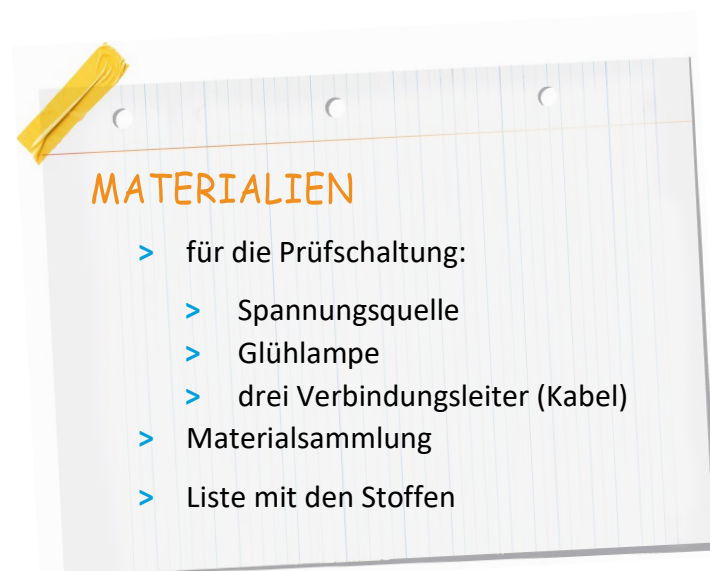 MATERIALIEN
> für die Prüfschaltung:
> Spannungsquelle
> Glühlampe
> drei Verbindungsleiter (Kabel)
> Materialsammlung
> Liste mit den Stoffen